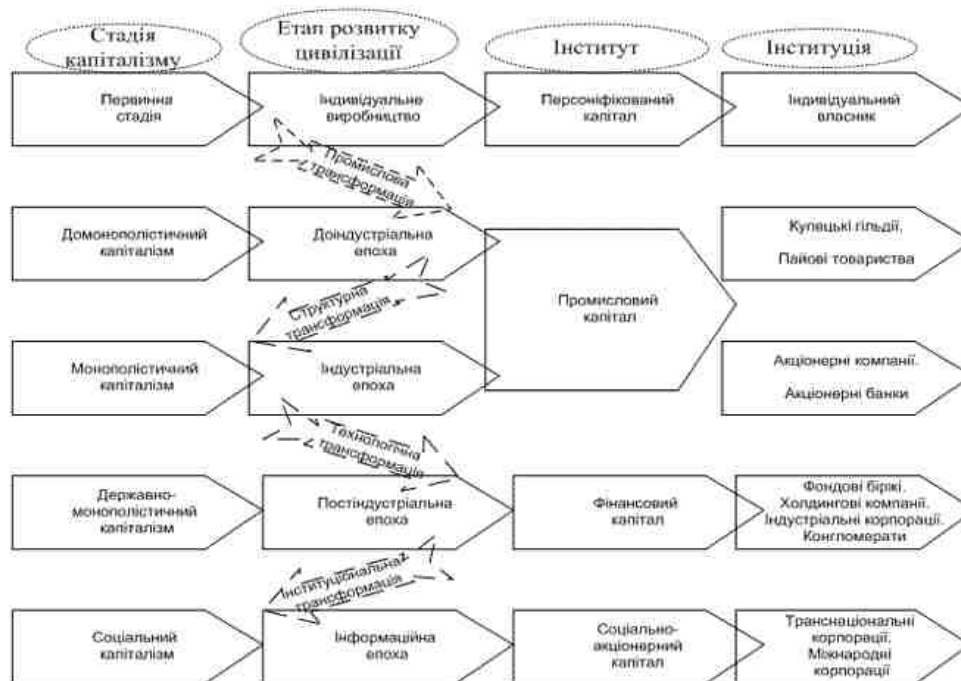 Стадія
капіталізму
Етап розвитку
цивілізації
Інститут
Інституція
Первинна
стадія
Індивідуальне
виробництво
Персоніфікований
капітал
Індивідуальний
власник
Промислова
трансформація
Домонополістичний
капіталізм
Доіндустріальна
епоха
Промисловий
капітал
Купецькі гільдії.
Пайові товариства
Структурна
трансформація
Монополістичний
капіталізм
Індустріальна
епоха
Акціонерні компанії.
Акціонерні банки
Технологічна
трансформація
Державно-
монополістичний
капіталізм
Постіндустріальна
епоха
Фінансовий
капітал
Фондові біржі.
Холдингові компанії.
Індустріальні корпорації.
Конгломерати
Інституціональна
трансформація
Соціальний
капіталізм
Інформаційна
епоха
Соціально-
акціонерний
капітал
Транснаціональні
корпорації.
Міжнародні
корпорації